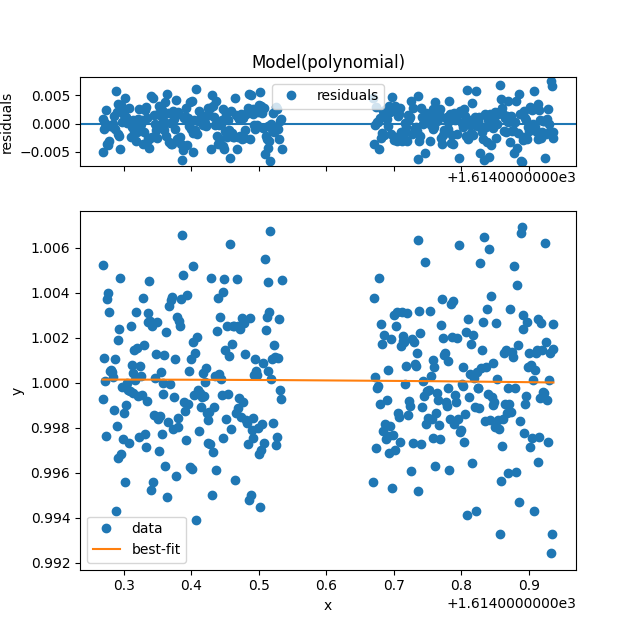 Model(polynomial)
residuals
0.005
0.000
−0.005
residuals
+1.6140000000e3
y
1.006
1.004
1.002
1.000
0.998
0.996
0.994
0.992
data
best-fit
0.3 0.4 0.5 0.6 0.7 0.8 0.9
x
+1.6140000000e3